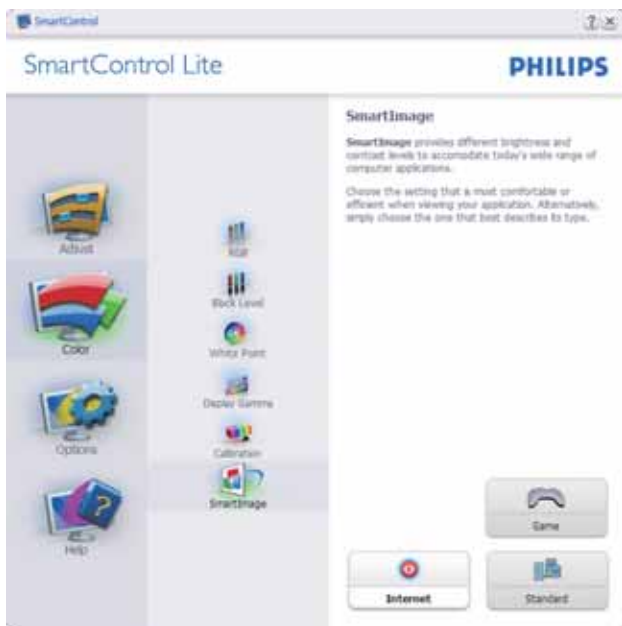 SmartControl
? ×
SmartControl Lite
PHILIPS
SmartImage
SmartImage provides different brightness and
contrast levels to accomodate today's wide range of
computer applications.
Choose the setting that is most comfortable or
efficient when viewing your application. Alternatively,
simply choose the one that best describes its type.
Adjust
Color
Options
Help
RGB
Black Level
White Point
Display Gamma
Calibration
SmartImage
Game
Internet
Standard